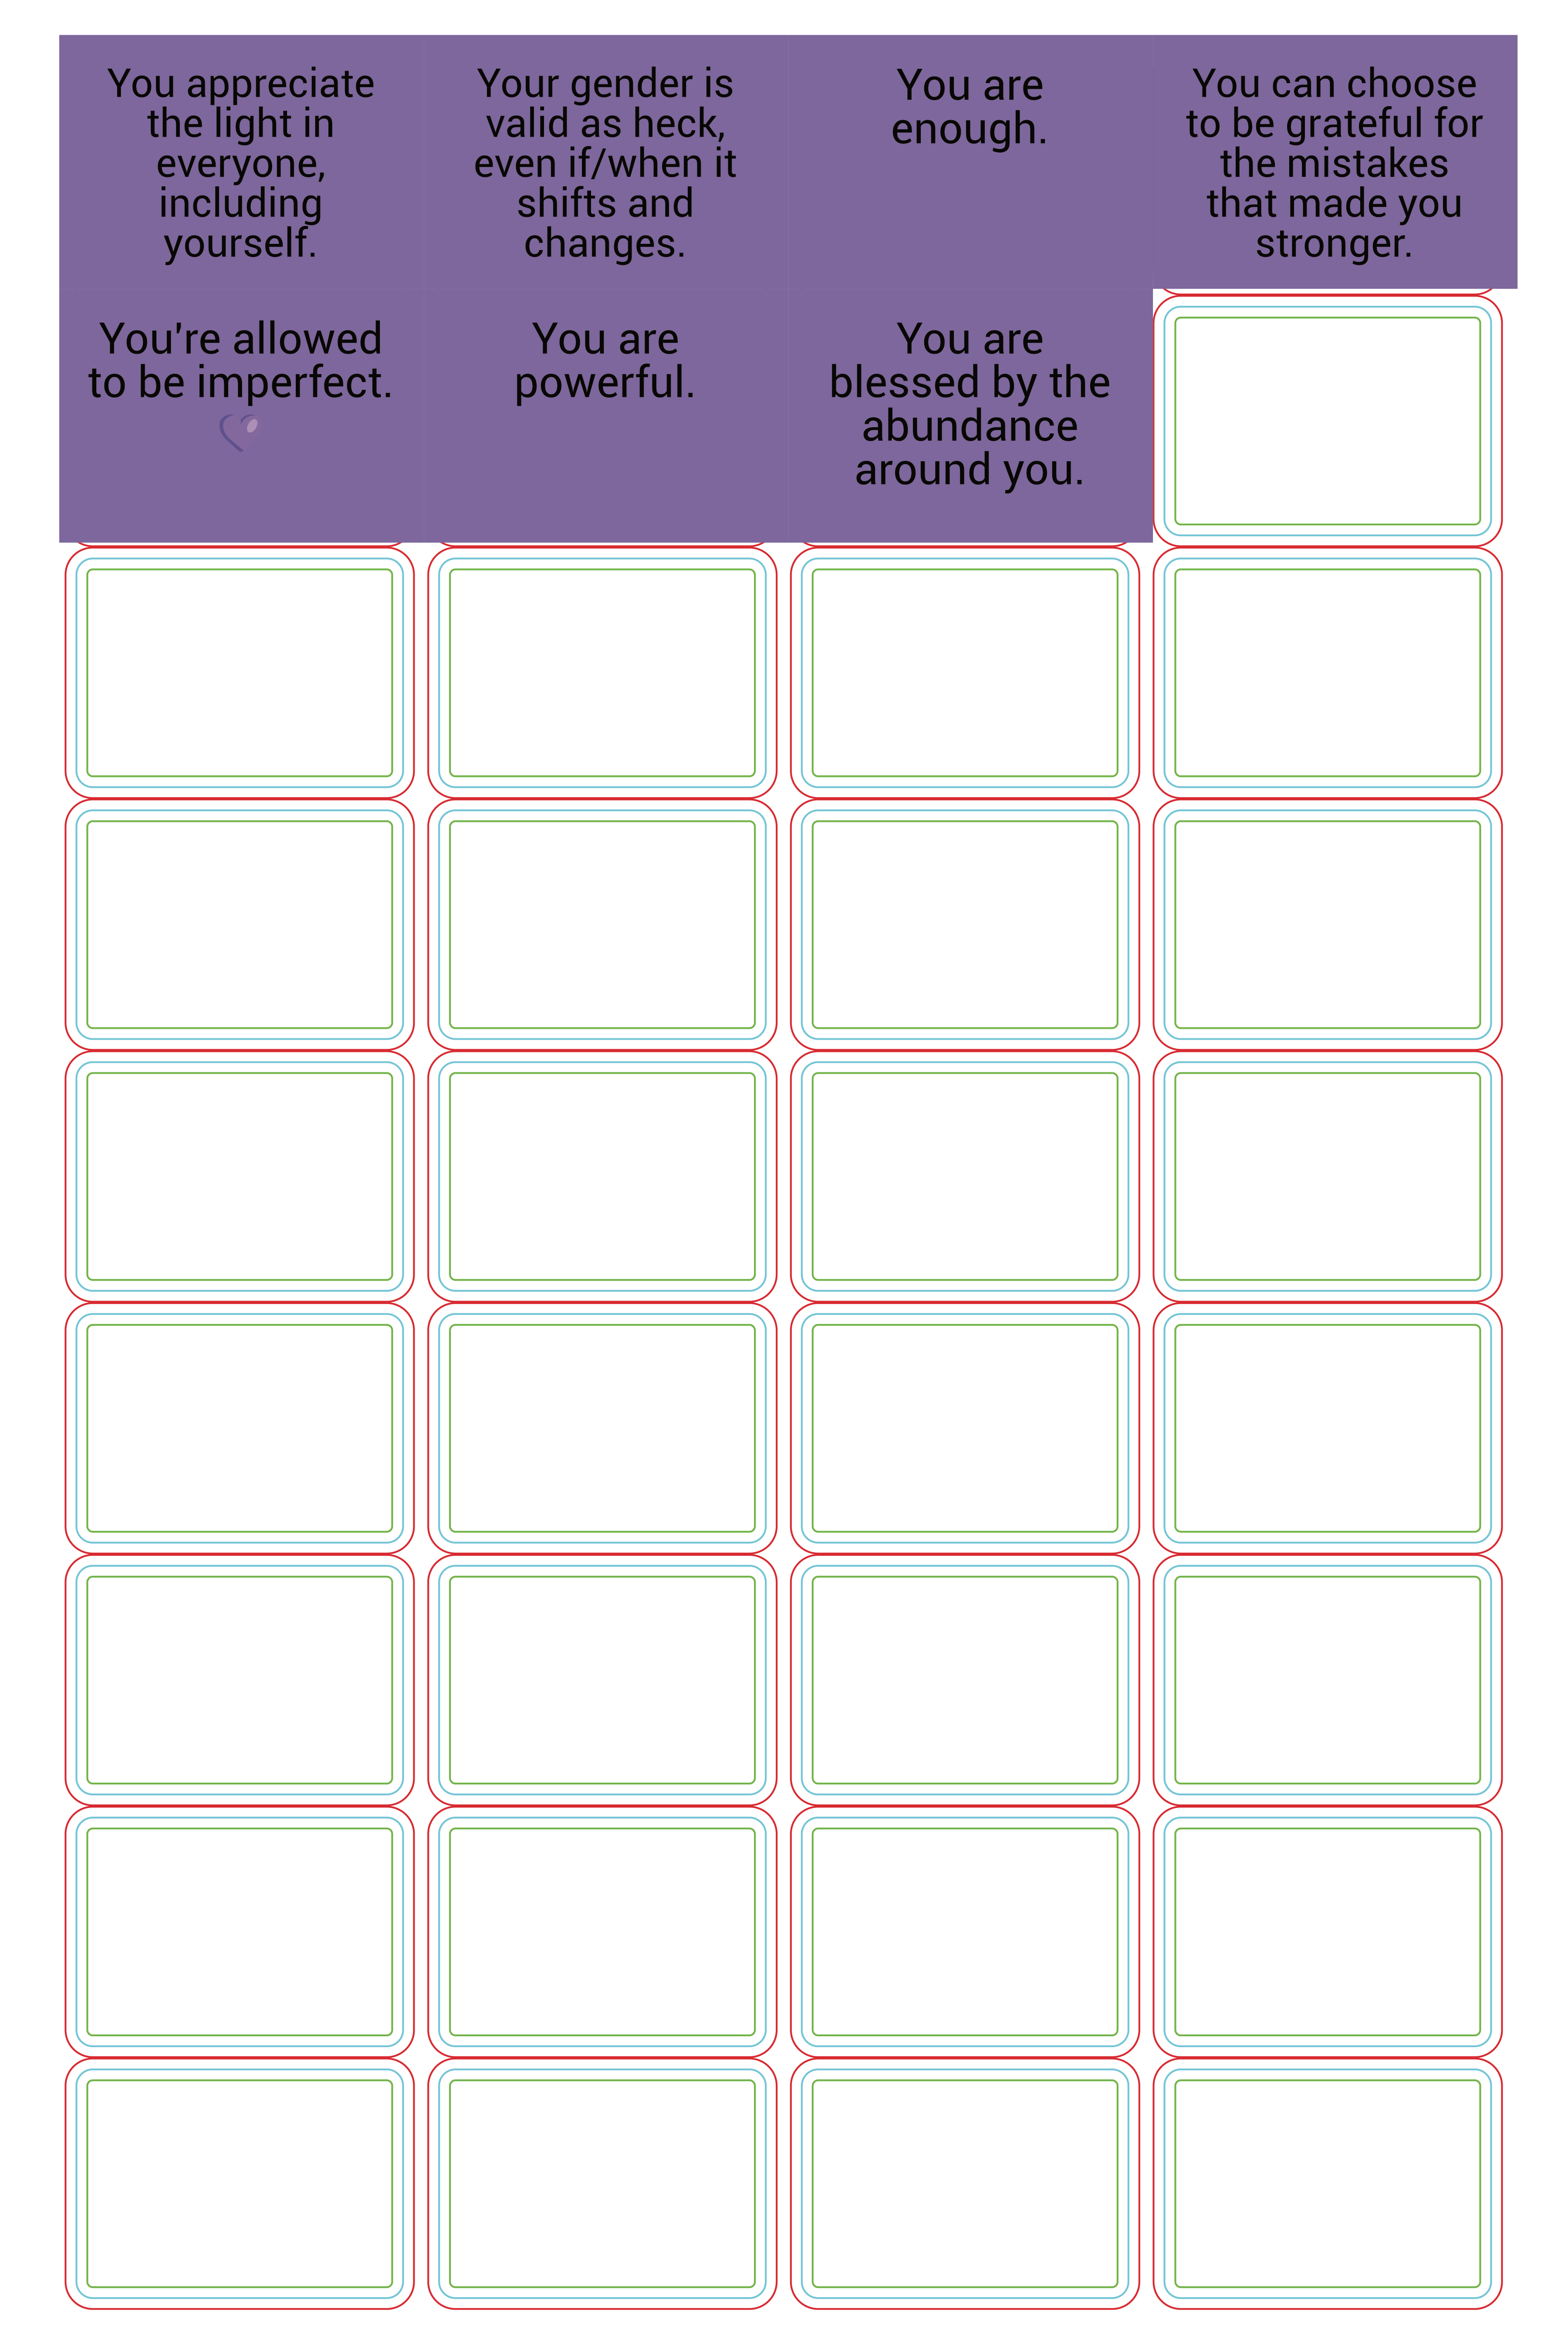 You appreciate
the light in
everyone,
including
yourself.
Your gender is
valid as heck,
even if/when it
shifts and
changes.
You are
enough.
You can choose
to be grateful for
the mistakes
that made you
stronger.
You're allowed
to be imperfect.
You are
powerful.
You are
blessed by the
abundance
around you.